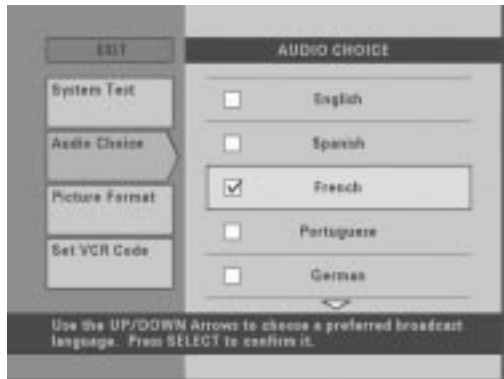 EXIT
System Test
Audio Choice
Picture Format
Set VCR Code
AUDIO CHOICE
English
Spanish
French
Portuguese
German
Use the UP/DOWN Arrows to choose a preferred broadcast
language. Press SELECT to confirm it.